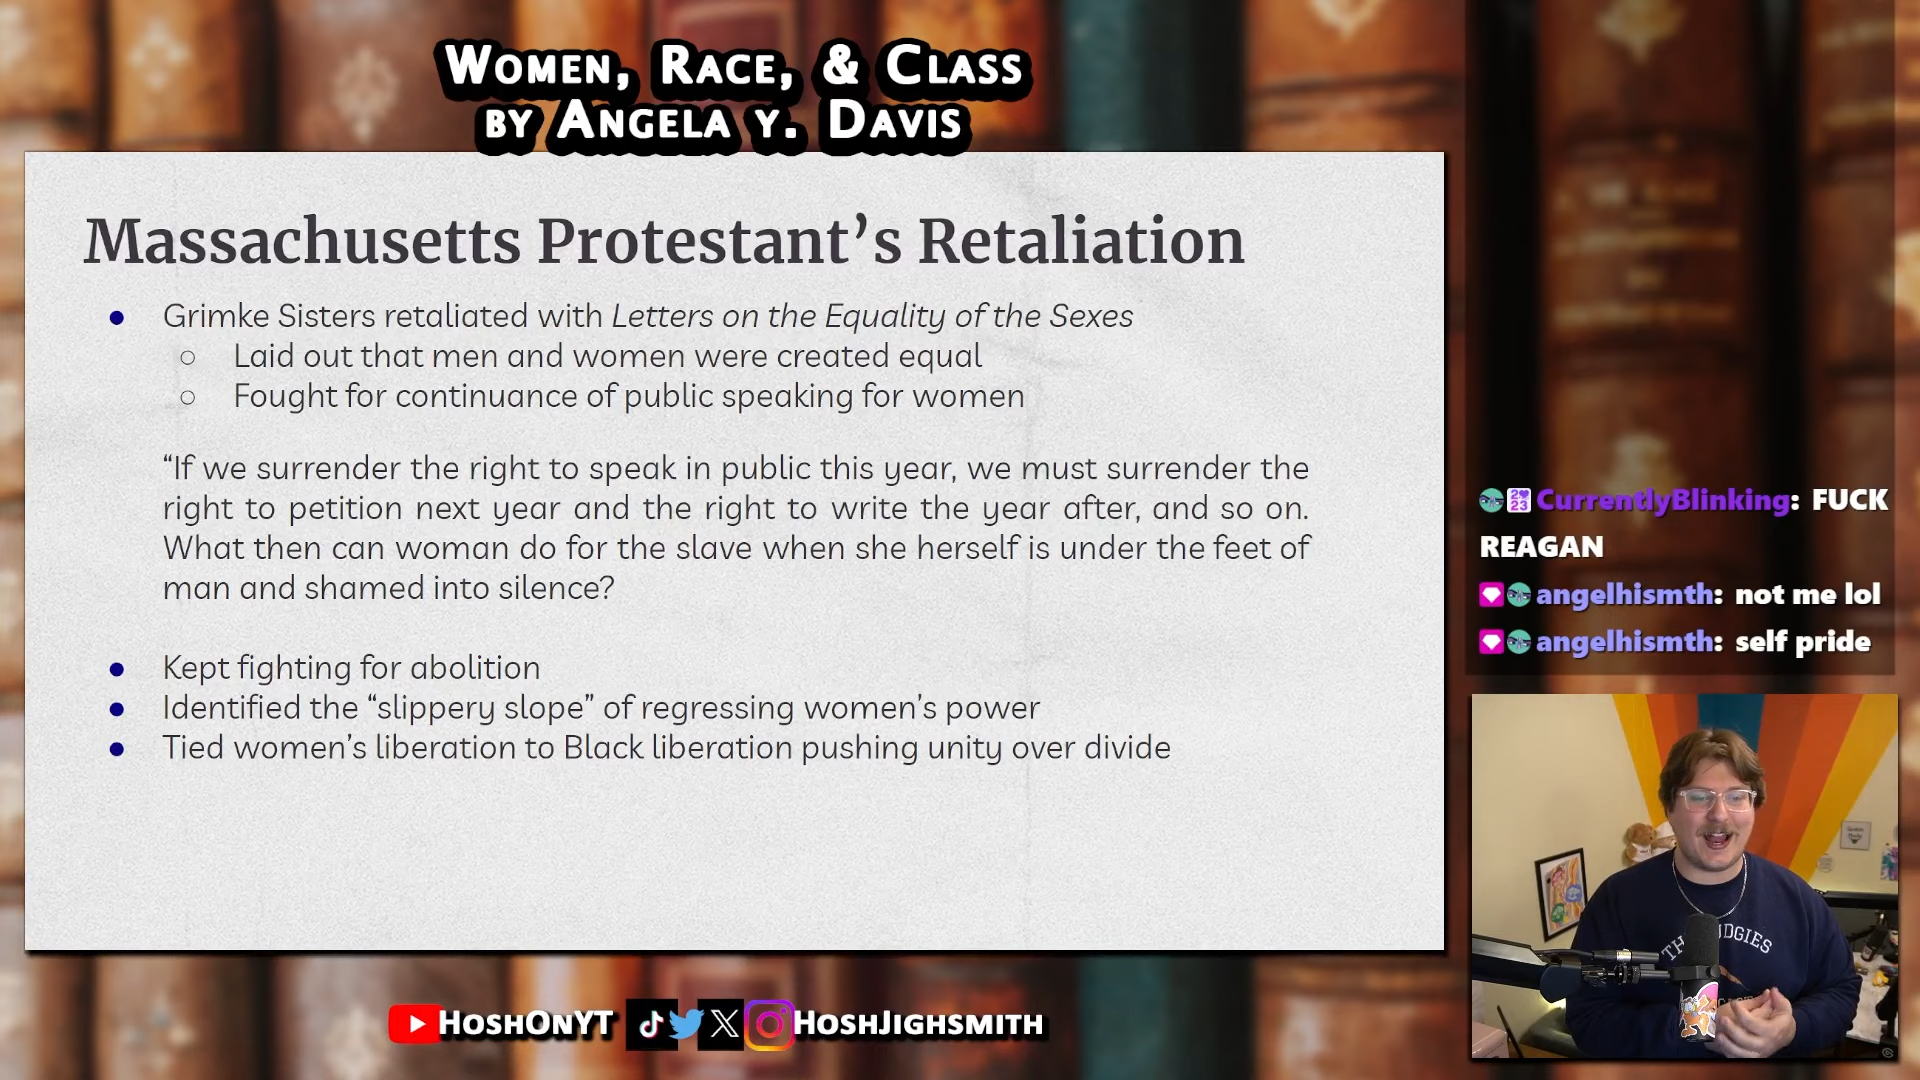 Women, Race, & Class
by Angela y. Davis
Massachusetts Protestant’s Retaliation
● Grimke Sisters retaliated with Letters on the Equality of the Sexes
○ Laid out that men and women were created equal
○ Fought for continuance of public speaking for women
“If we surrender the right to speak in public this year, we must surrender the
right to petition next year and the right to write the year after, and so on.
What then can woman do for the slave when she herself is under the feet of
man and shamed into silence?
● Kept fighting for abolition
● Identified the “slippery slope” of regressing women’s power
● Tied women’s liberation to Black liberation pushing unity over divide
CurrentlyBlinking: FUCK
REAGAN
angelhismth: not me lol
angelhismth: self pride
HoshOnYT
HoshJighsmith